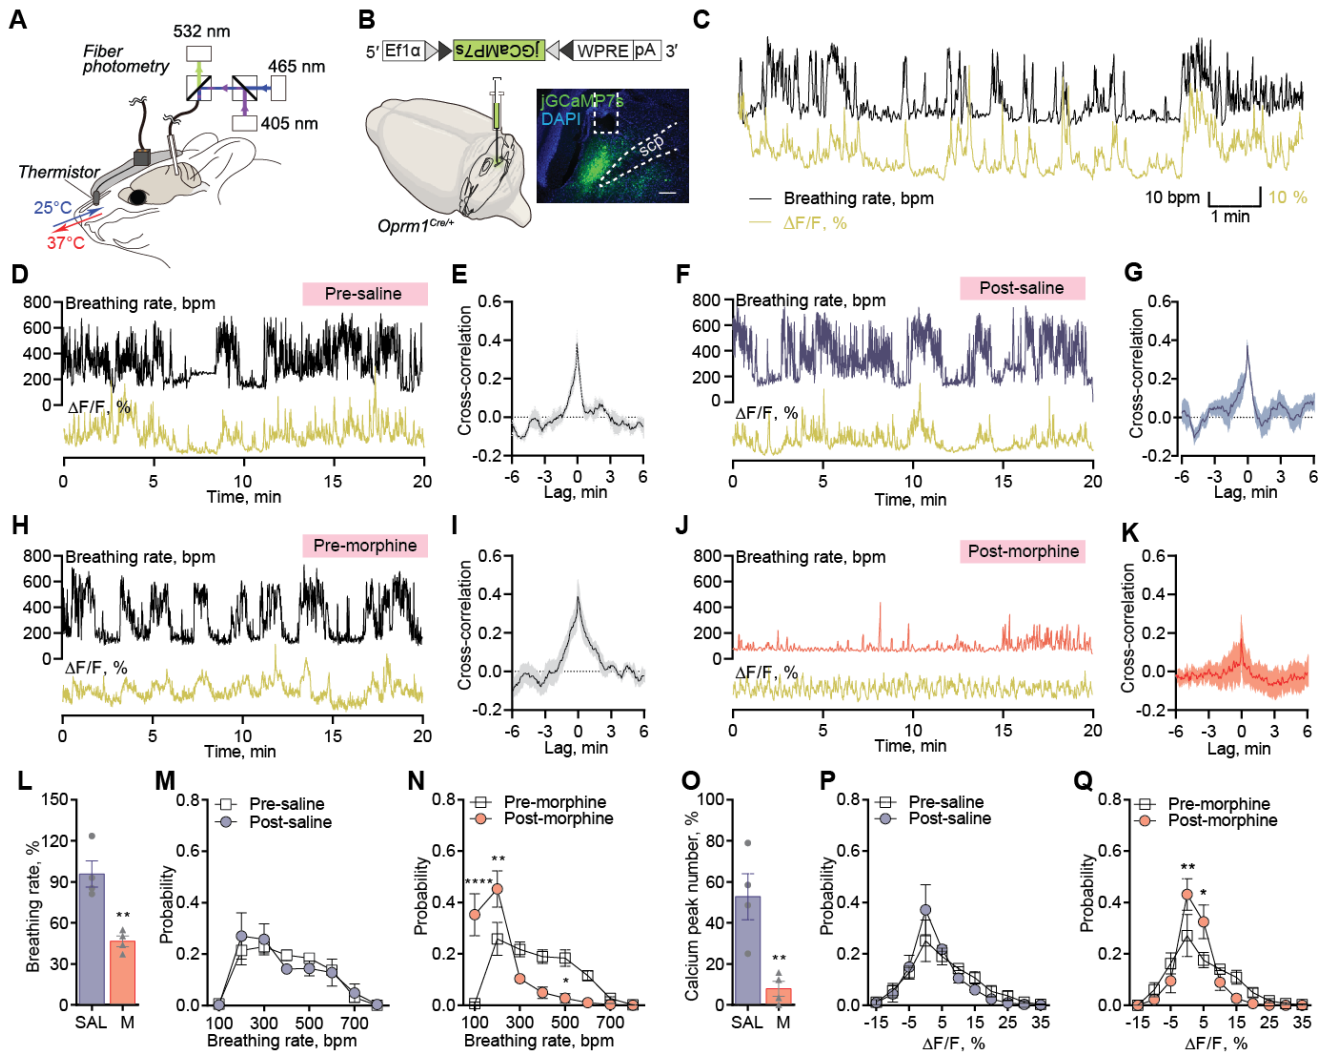 A
532 nm
Fiber
photometry
465 nm
405 nm
Thermistor
25°C
37°C
B
5′ Ef1α jGCaMP7s WPRE pA 3′
jGCaMP7s
DAPI
scp
Oprm1Cre/+
C
Breathing rate, bpm
ΔF/F, %
10 bpm 10 %
1 min
D
800
600
400
200
0
Breathing rate, bpm
Pre-saline
ΔF/F, %
0 5 10 15 20
Time, min
E
Cross-correlation
0.6
0.4
0.2
0.0
-0.2
-6 -3 0 3 6
Lag, min
F
800
600
400
200
0
Breathing rate, bpm
Post-saline
ΔF/F, %
0 5 10 15 20
Time, min
G
Cross-correlation
0.6
0.4
0.2
0.0
-0.2
-6 -3 0 3 6
Lag, min
H
800
600
400
200
0
Breathing rate, bpm
Pre-morphine
ΔF/F, %
0 5 10 15 20
Time, min
I
Cross-correlation
0.6
0.4
0.2
0.0
-0.2
-6 -3 0 3 6
Lag, min
J
800
600
400
200
0
Breathing rate, bpm
Post-morphine
ΔF/F, %
0 5 10 15 20
Time, min
K
Cross-correlation
0.6
0.4
0.2
0.0
-0.2
-6 -3 0 3 6
Lag, min
L
Breathing rate, %
150
120
90
60
30
0
**
SAL M
M
Probability
0.8
0.6
0.4
0.2
0.0
Pre-saline
Post-saline
100 300 500 700
Breathing rate, bpm
N
Probability
0.8
0.6
0.4
0.2
0.0
Pre-morphine
Post-morphine
**
****
*
100 300 500 700
Breathing rate, bpm
O
Calcium peak number, %
100
80
60
40
20
0
**
SAL M
P
Probability
0.8
0.6
0.4
0.2
0.0
Pre-saline
Post-saline
-15 -5 5 15 25 35
ΔF/F, %
Q
Probability
0.8
0.6
0.4
0.2
0.0
Pre-morphine
Post-morphine
**
*
-15 -5 5 15 25 35
ΔF/F, %